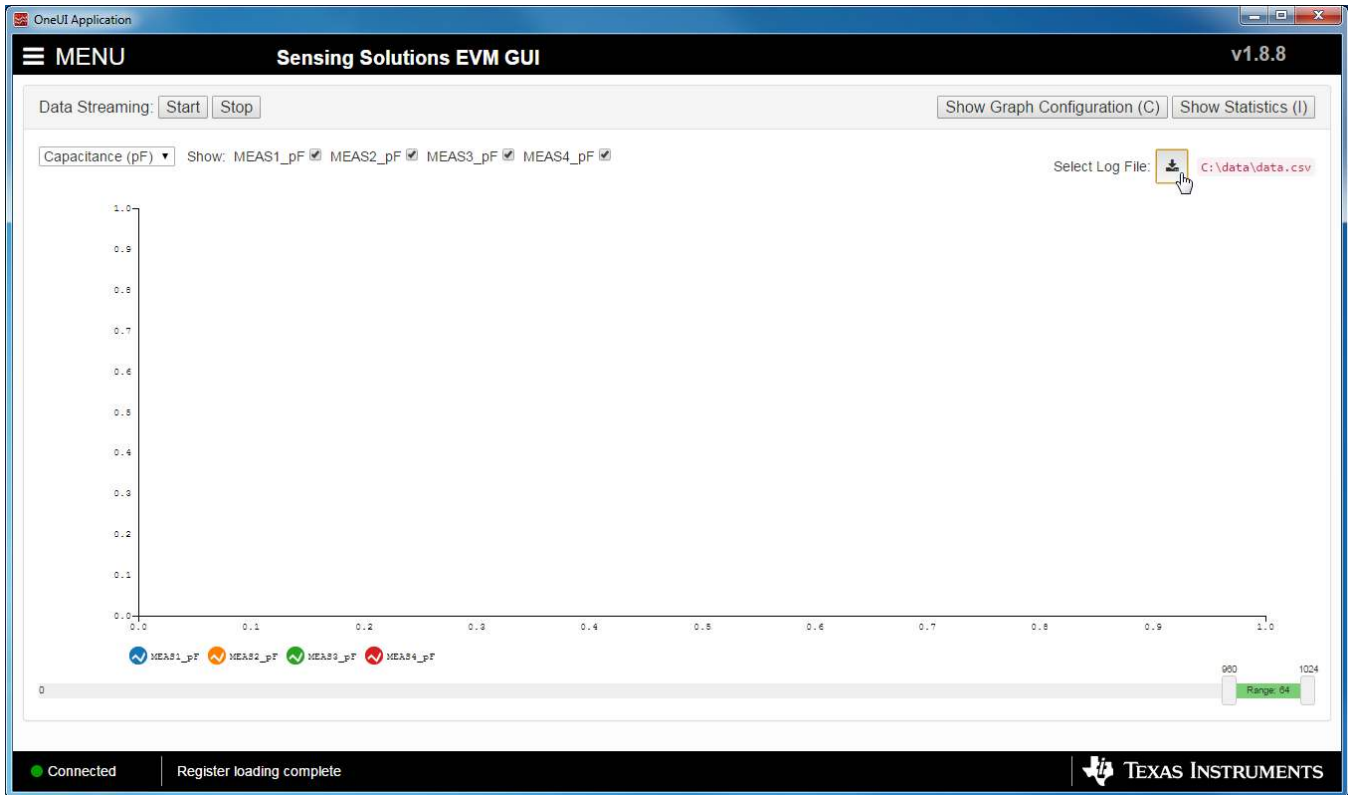 OneUI Application
MENU
Sensing Solutions EVM GUI
v1.8.8
Data Streaming: Start Stop
Show Graph Configuration (C) Show Statistics (I)
Capacitance (pF) Show: MEAS1_pF MEAS2_pF MEAS3_pF MEAS4_pF
Select Log File: C:\data\data.csv
1.0
0.9
0.8
0.7
0.6
0.5
0.4
0.3
0.2
0.1
0.0
0.0 0.1 0.2 0.3 0.4 0.5 0.6 0.7 0.8 0.9 1.0
MEAS1_pF MEAS2_pF MEAS3_pF MEAS4_pF
960 1024
0 Range: 64
Connected Register loading complete TEXAS INSTRUMENTS